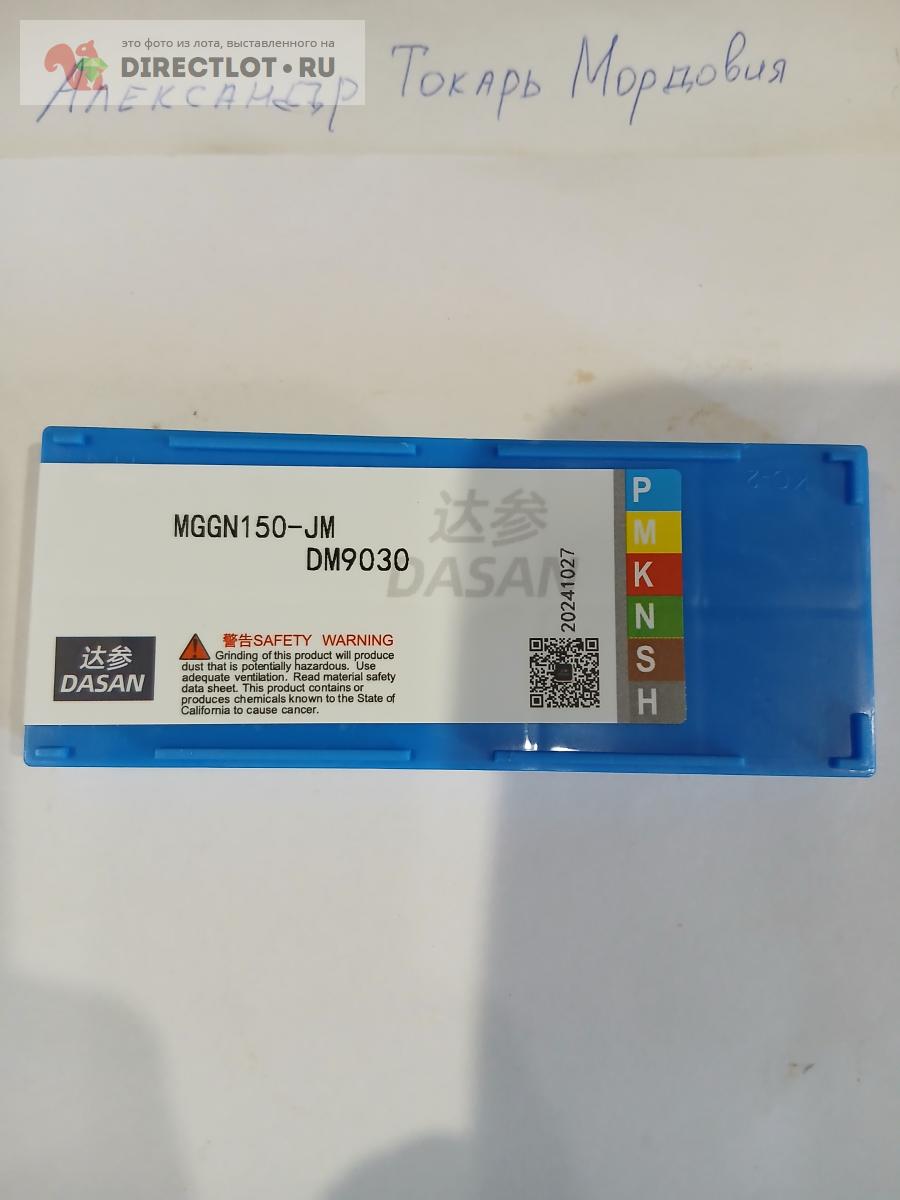 это фото из лота, выставленного на
DIRECTLOT•RU
Александр Токарь Мордовия
达参
DASAN
MGGN150-JM
DM9030
20241027
P
M
K
N
S
H
达参
DASAN
警告SAFETY WARNING
Grinding of this product will produce
dust that is potentially hazardous. Use
adequate ventilation. Read material safety
data sheet. This product contains or
produces chemicals known to the State of
California to cause cancer.